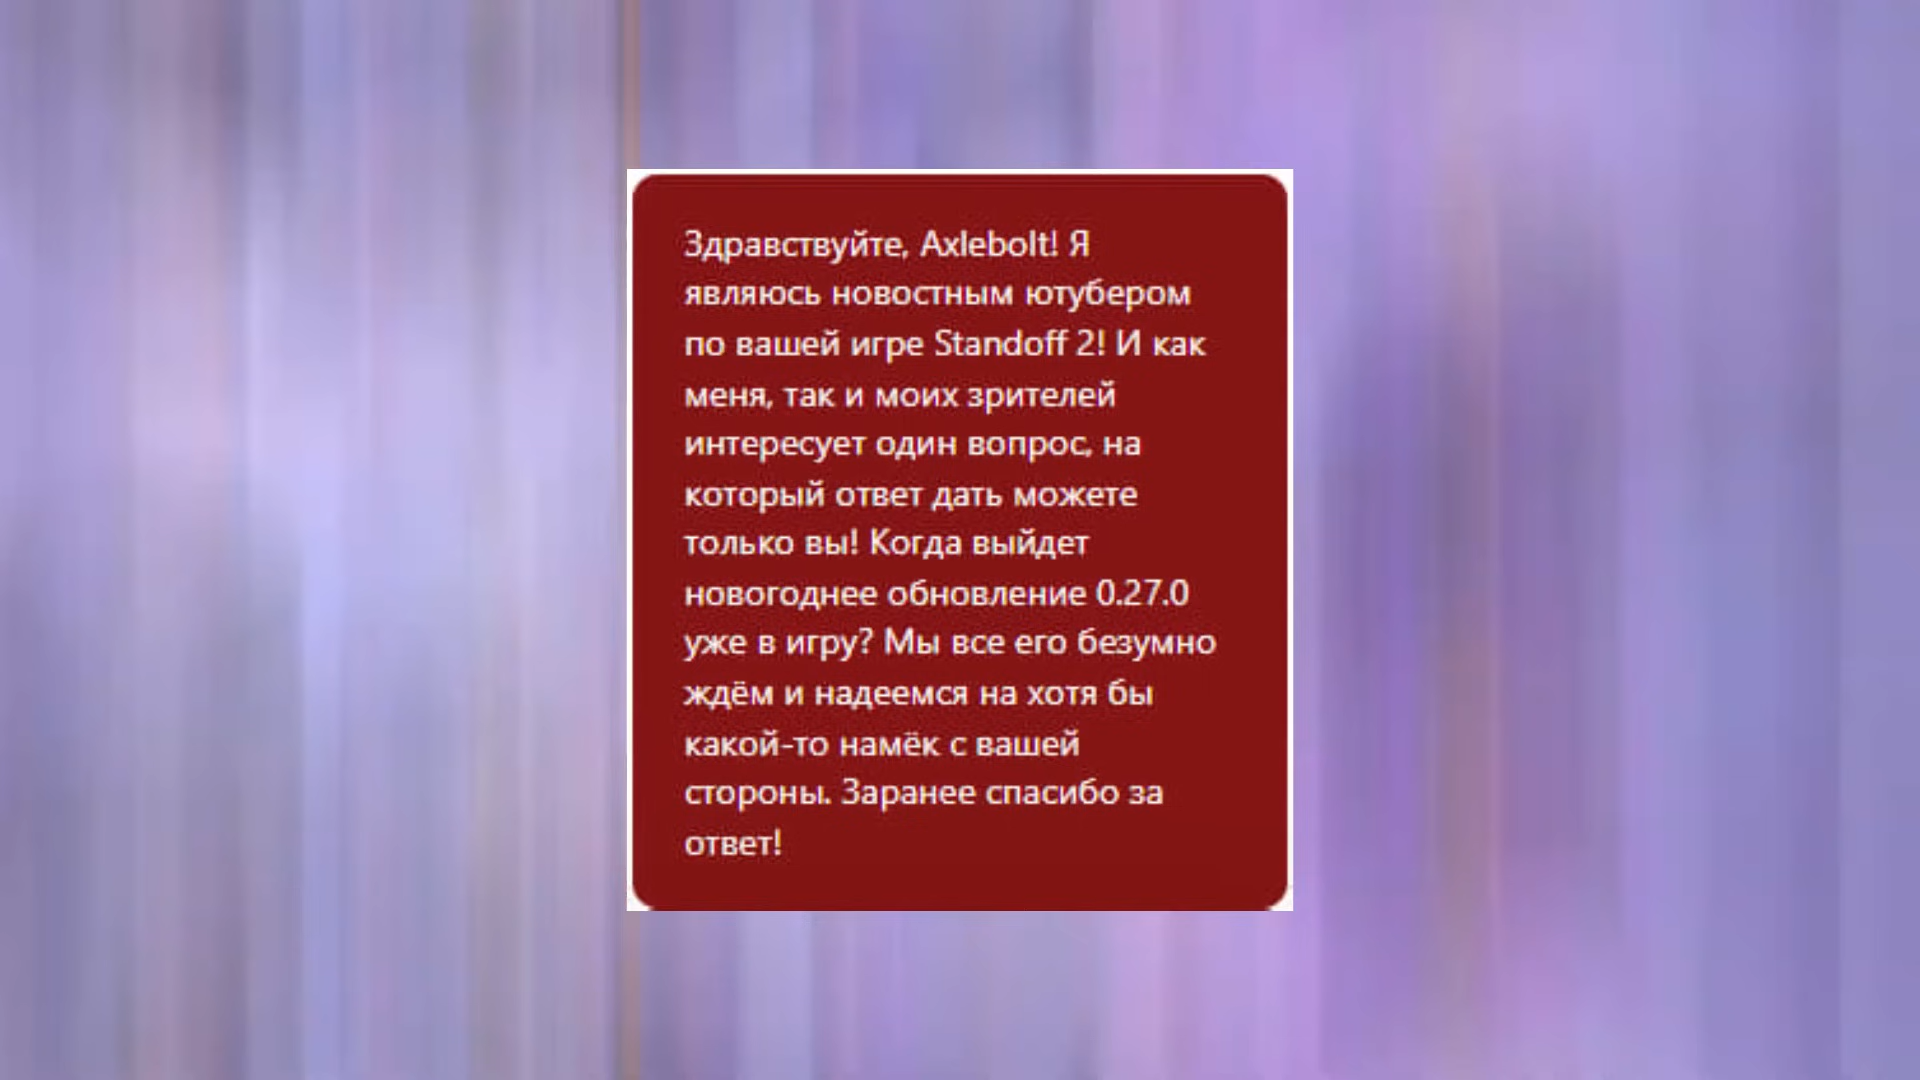 Здравствуйте, Axlebolt! Я
являюсь новостным ютубером
по вашей игре Standoff 2! И как
меня, так и моих зрителей
интересует один вопрос, на
который ответ дать можете
только вы! Когда выйдет
новогоднее обновление 0.27.0
уже в игру? Мы все его безумно
ждём и надеемся на хотя бы
какой-то намёк с вашей
стороны. Заранее спасибо за
ответ!